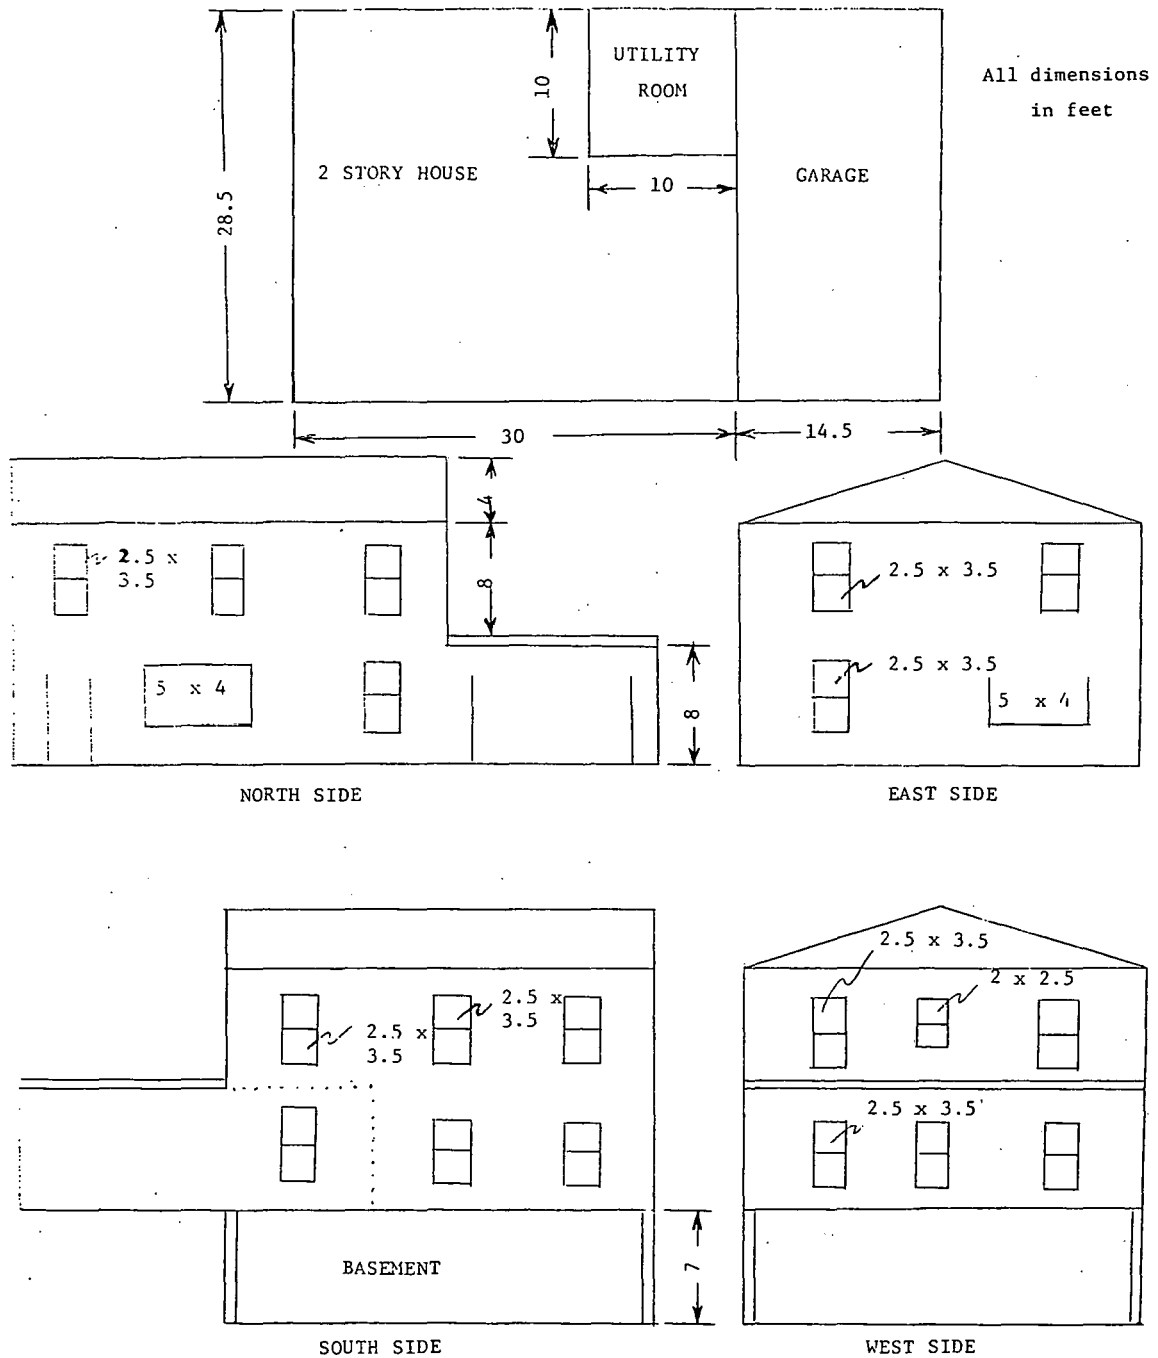 UTILITY
ROOM
All dimensions
in feet
10
2 STORY HOUSE
10
GARAGE
28.5
30
14.5
4
2.5 x
3.5
8
2.5 x 3.5
2.5 x 3.5
5 x 4
5 x 4
8
NORTH SIDE
EAST SIDE
2.5 x
3.5
2.5 x
3.5
2.5 x 3.5
2 x 2.5
2.5 x 3.5'
BASEMENT
7
SOUTH SIDE
WEST SIDE